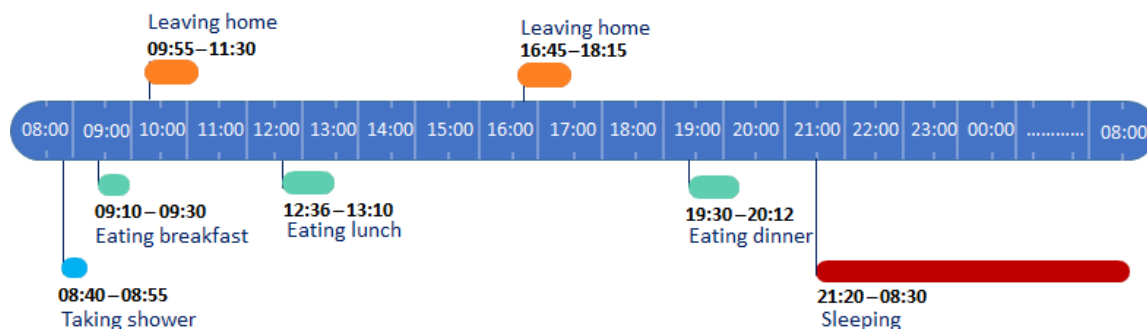 Leaving home
09:55–11:30
Leaving home
16:45–18:15
08:00 09:00 10:00 11:00 12:00 13:00 14:00 15:00 16:00 17:00 18:00 19:00 20:00 21:00 22:00 23:00 00:00 ............ 08:00
09:10–09:30
Eating breakfast
12:36–13:10
Eating lunch
19:30–20:12
Eating dinner
08:40–08:55
Taking shower
21:20–08:30
Sleeping